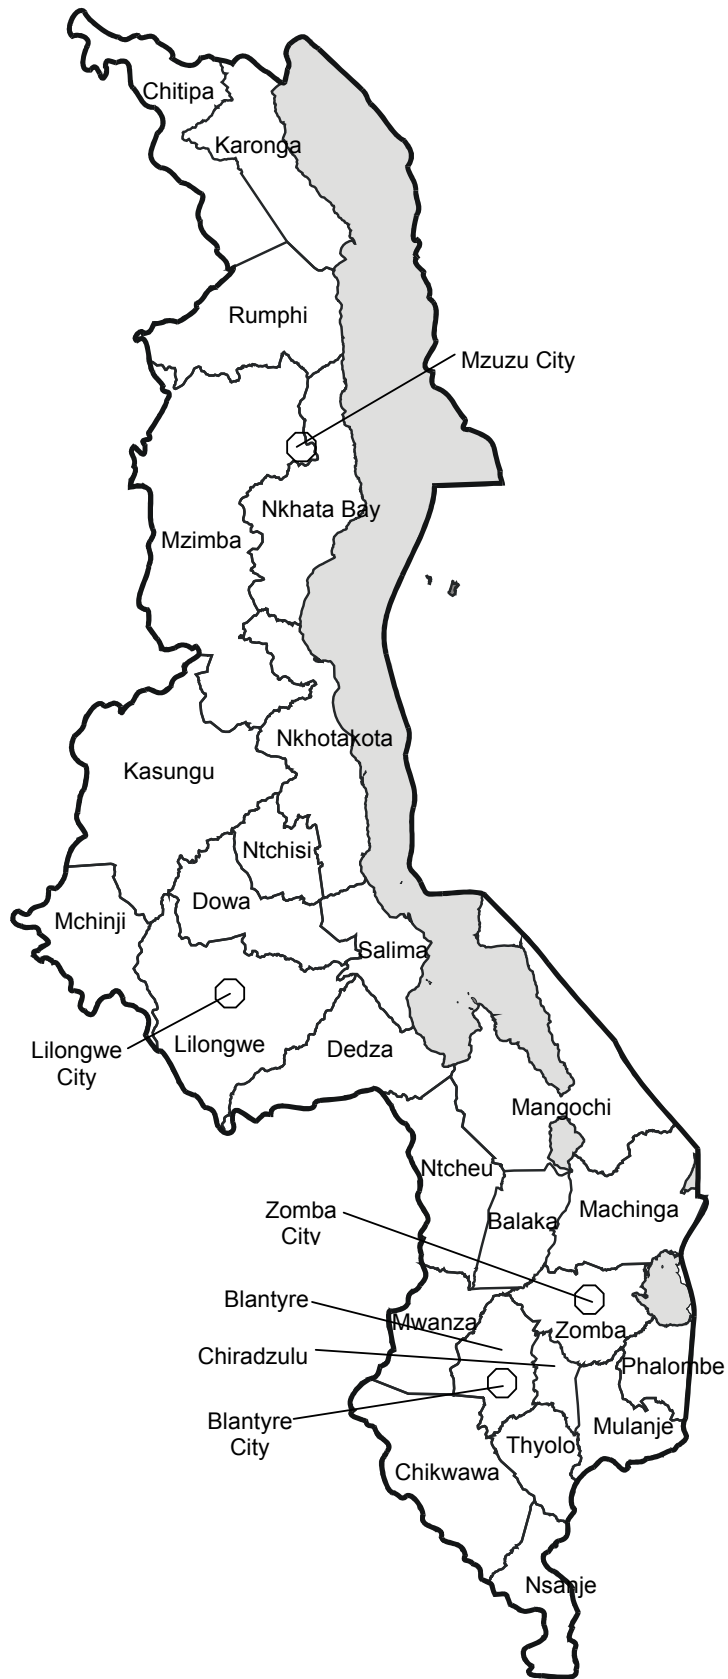 Chitipa
Karonga
Rumphi
Mzuzu City
Nkhata Bay
Mzimba
Nkhotakota
Kasungu
Ntchisi
Dowa
Mchinji
Salima
Lilongwe
City
Lilongwe
Dedza
Mangochi
Ntcheu
Machinga
Balaka
Zomba
Citv
Blantyre
Mwanza
Zomba
Chiradzulu
Phalombe
Blantyre
City
Mulanje
Thyolo
Chikwawa
Nsanje